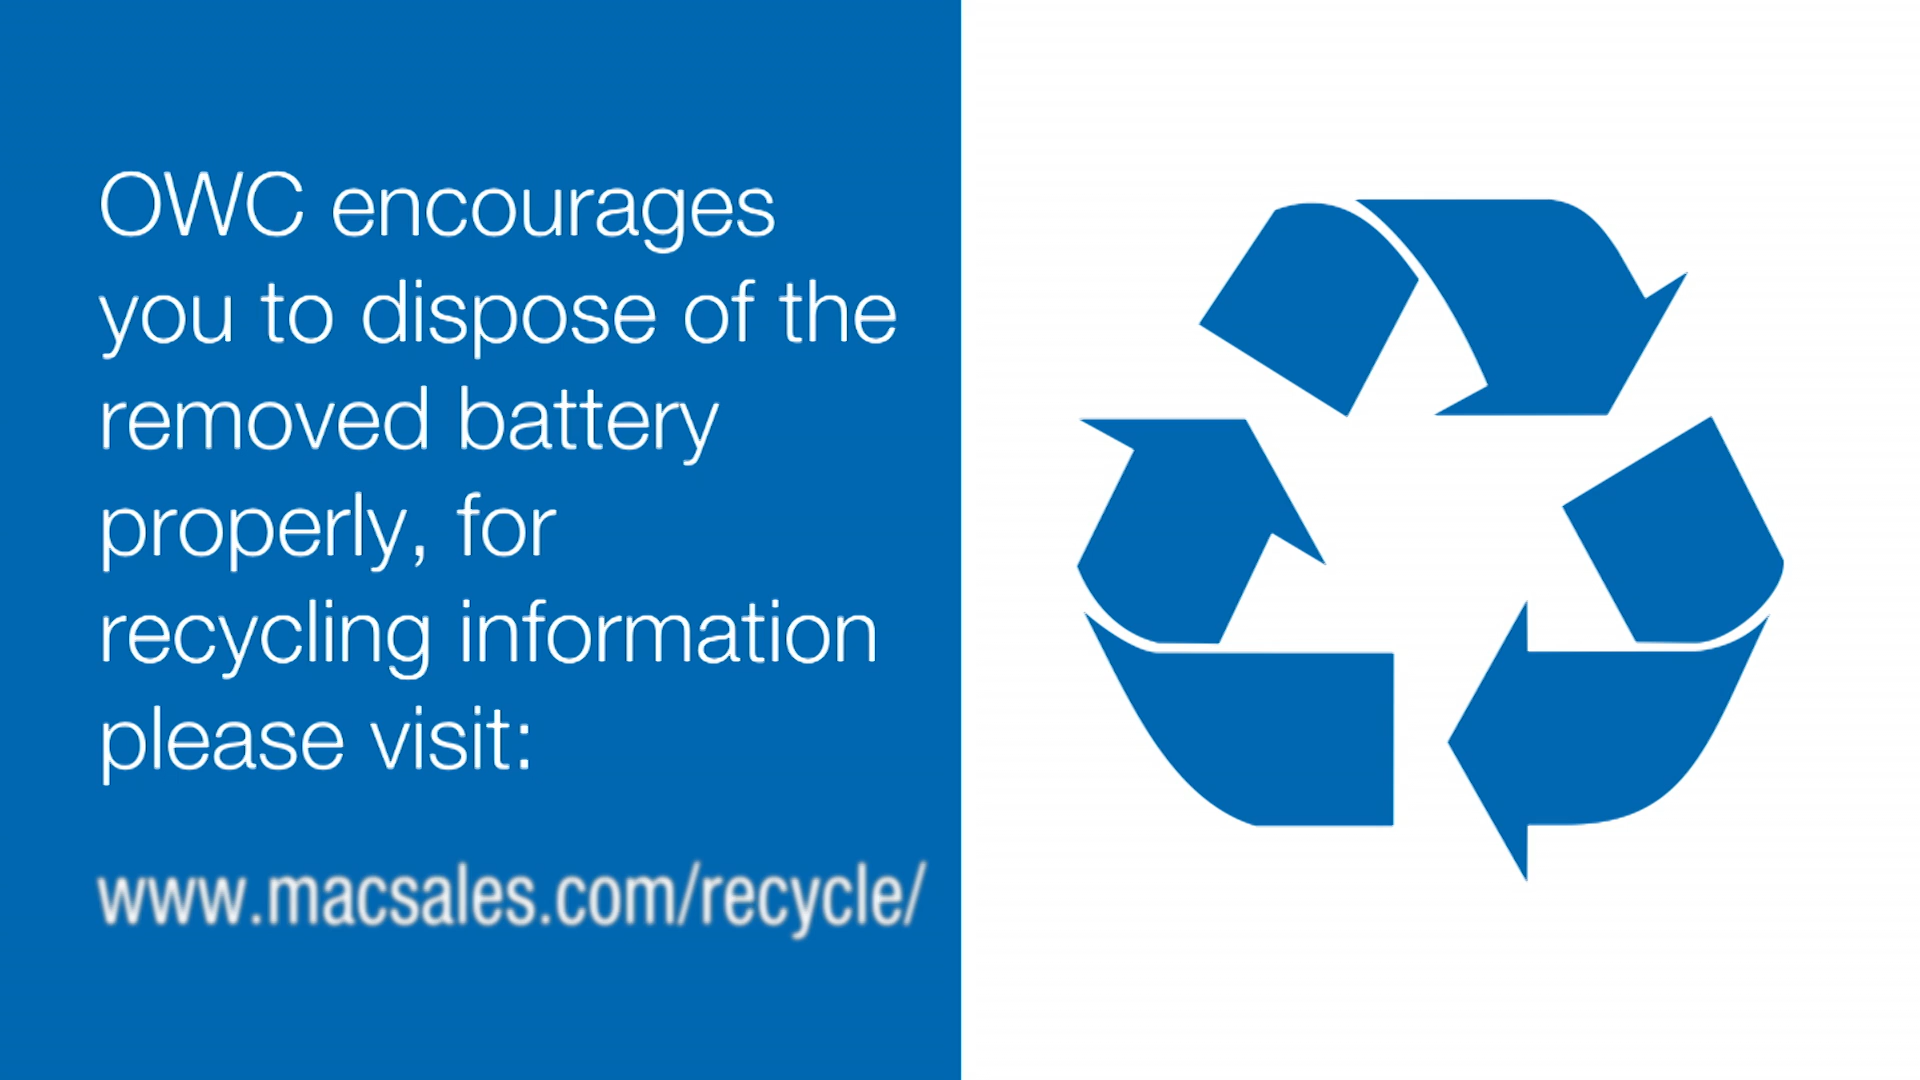 OWC encourages
you to dispose of the
removed battery
properly, for
recycling information
please visit:
www.macsales.com/recycle/